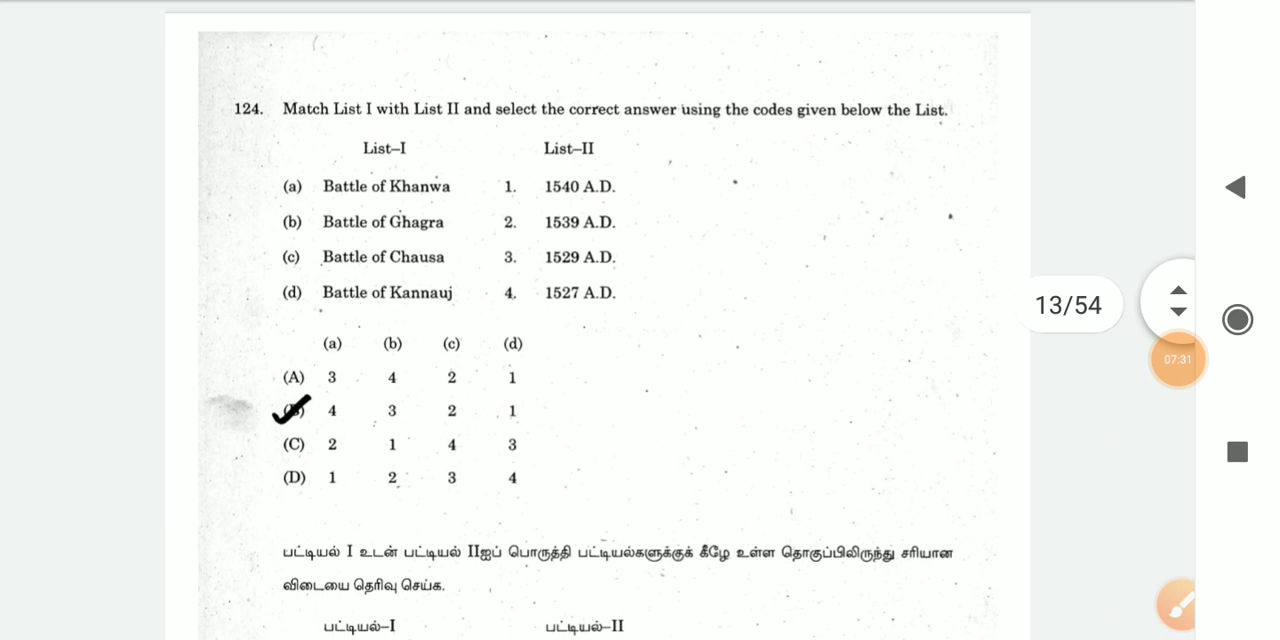 124. Match List I with List II and select the correct answer using the codes given below the List.
List–I List–II
(a) Battle of Khanwa 1. 1540 A.D.
(b) Battle of Ghagra 2. 1539 A.D.
(c) Battle of Chausa 3. 1529 A.D.
(d) Battle of Kannauj 4. 1527 A.D.
13/54
(a) (b) (c) (d)
07:31
(A) 3 4 2 1
4 3 2 1
(C) 2 1 4 3
(D) 1 2 3 4
பட்டியல் I உடன் பட்டியல் IIஐப் பொருத்தி பட்டியல்களுக்குக் கீழே உள்ள தொகுப்பிலிருந்து சரியான
விடையை தெரிவு செய்க.
பட்டியல்–I பட்டியல்–II